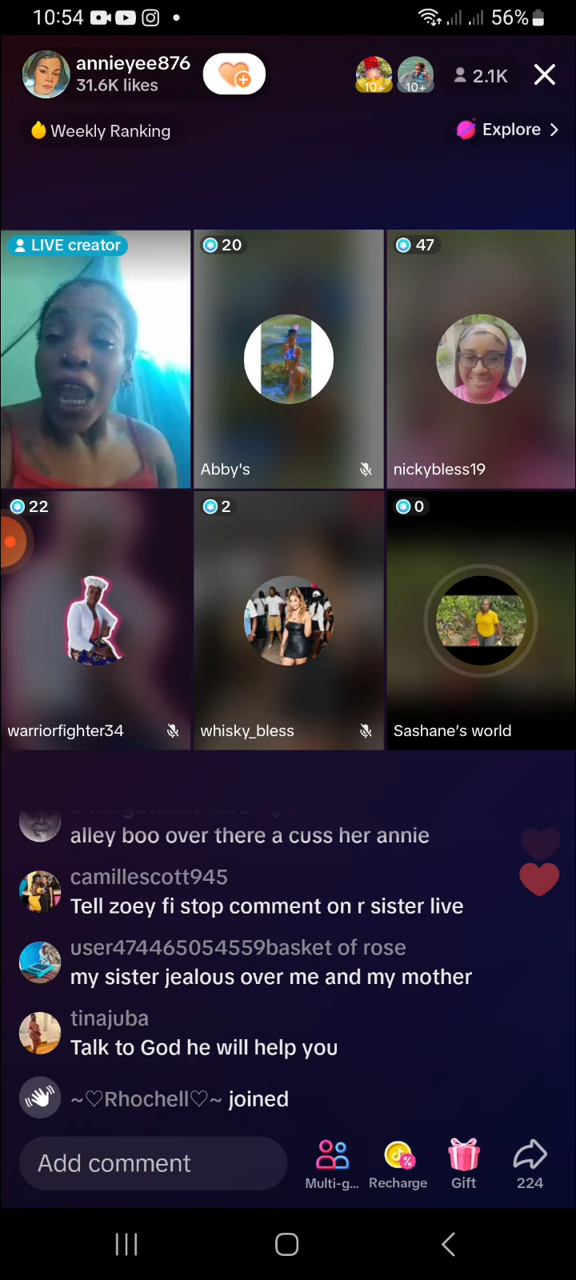 10:54
56%
annieyee876
31.6K likes
10+
10+
2.1K
Weekly Ranking
Explore >
LIVE creator
20
47
Abby's
nickybless19
22
2
0
warriorfighter34
whisky_bless
Sashane's world
alley boo over there a cuss her annie
camillescott945
Tell zoey fi stop comment on r sister live
user474465054559basket of rose
my sister jealous over me and my mother
tinajuba
Talk to God he will help you
~♡Rhochell♡~ joined
Add comment
Multi-g...
Recharge
Gift
224